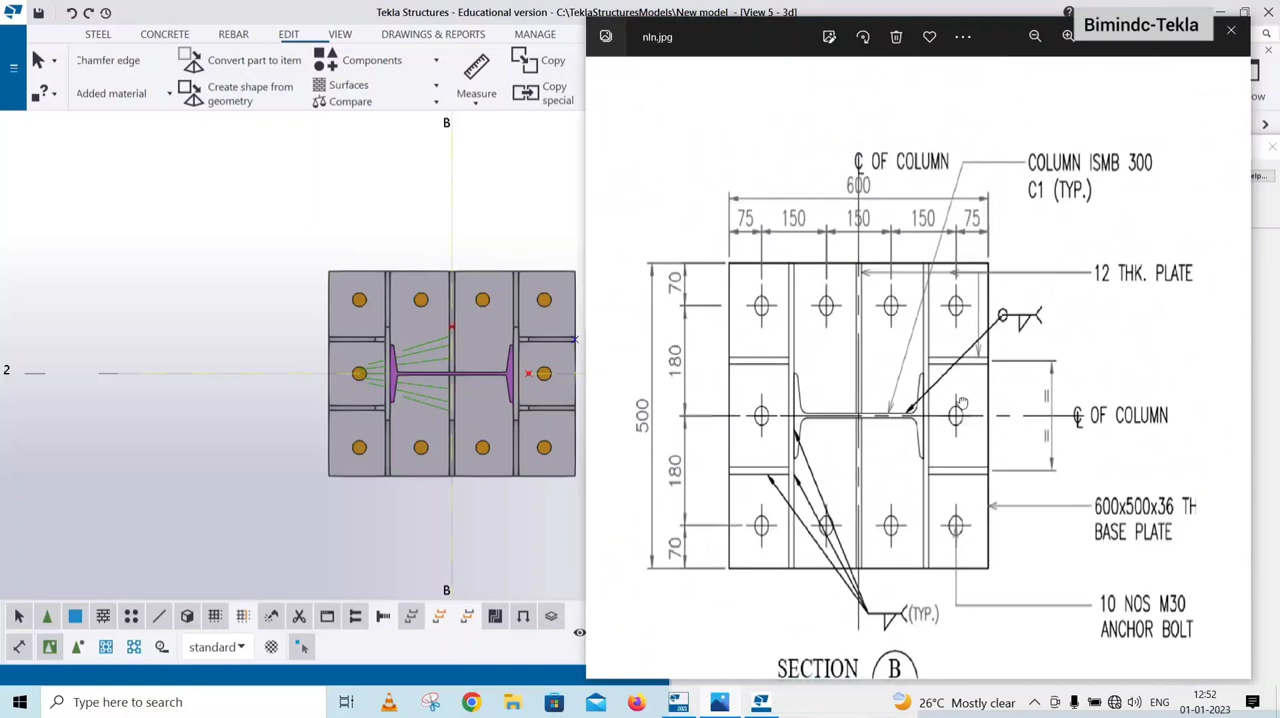 Tekla Structures - Educational version - C:\TeklaStructuresModels\New model - [View 5 - 3d]
Bimindc-Tekla
STEEL CONCRETE REBAR EDIT VIEW DRAWINGS & REPORTS MANAGE
nln.jpg
Chamfer edge
Convert part to item
Components
Copy
Surfaces
Added material
Create shape from geometry
Compare
Measure
Copy special
ow
elp...
B
2
B
℄ OF COLUMN
COLUMN ISMB 300
C1 (TYP.)
600
75 150 150 150 75
12 THK. PLATE
70
180
500
180
70
=
=
℄ OF COLUMN
600x500x36 TH
BASE PLATE
10 NOS M30
ANCHOR BOLT
(TYP.)
SECTION B
standard
Type here to search
26°C Mostly clear
ENG
12:52
01-01-2023